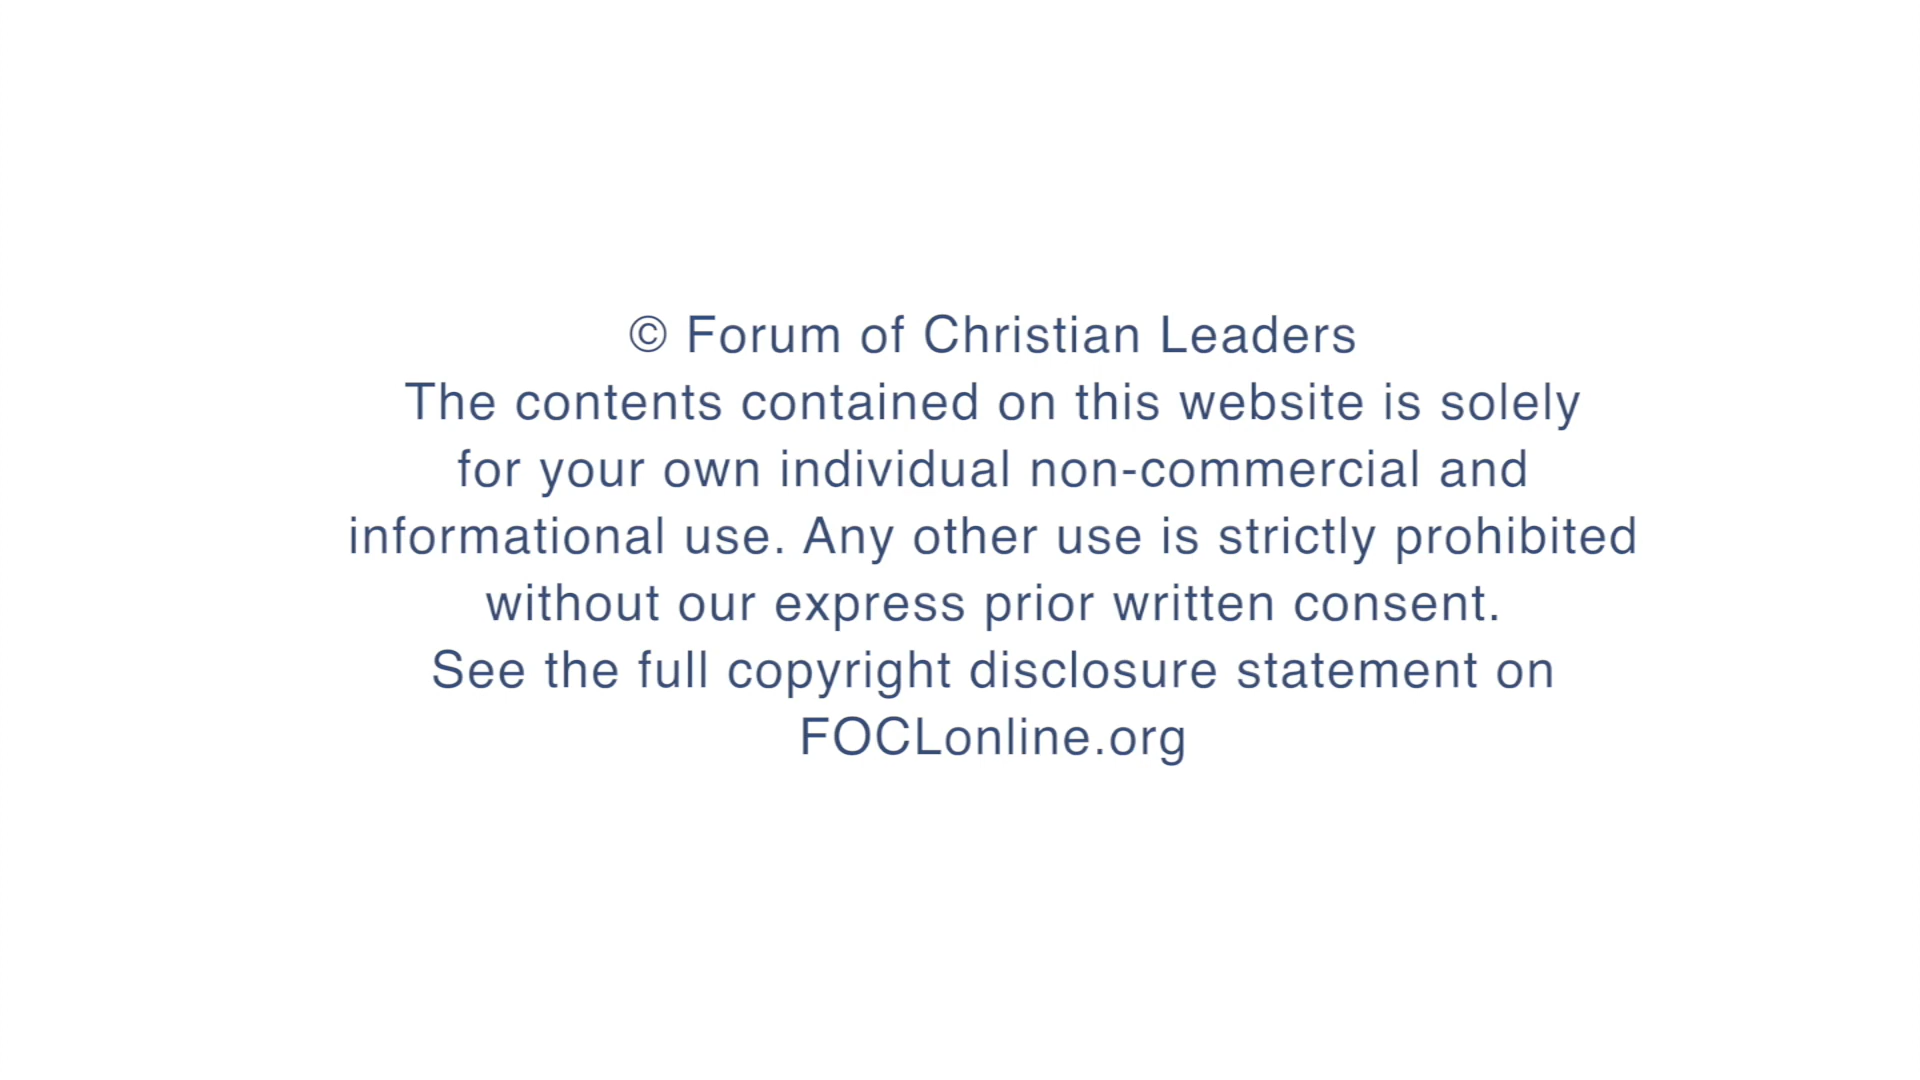 © Forum of Christian Leaders
The contents contained on this website is solely
for your own individual non-commercial and
informational use. Any other use is strictly prohibited
without our express prior written consent.
See the full copyright disclosure statement on
FOCLonline.org